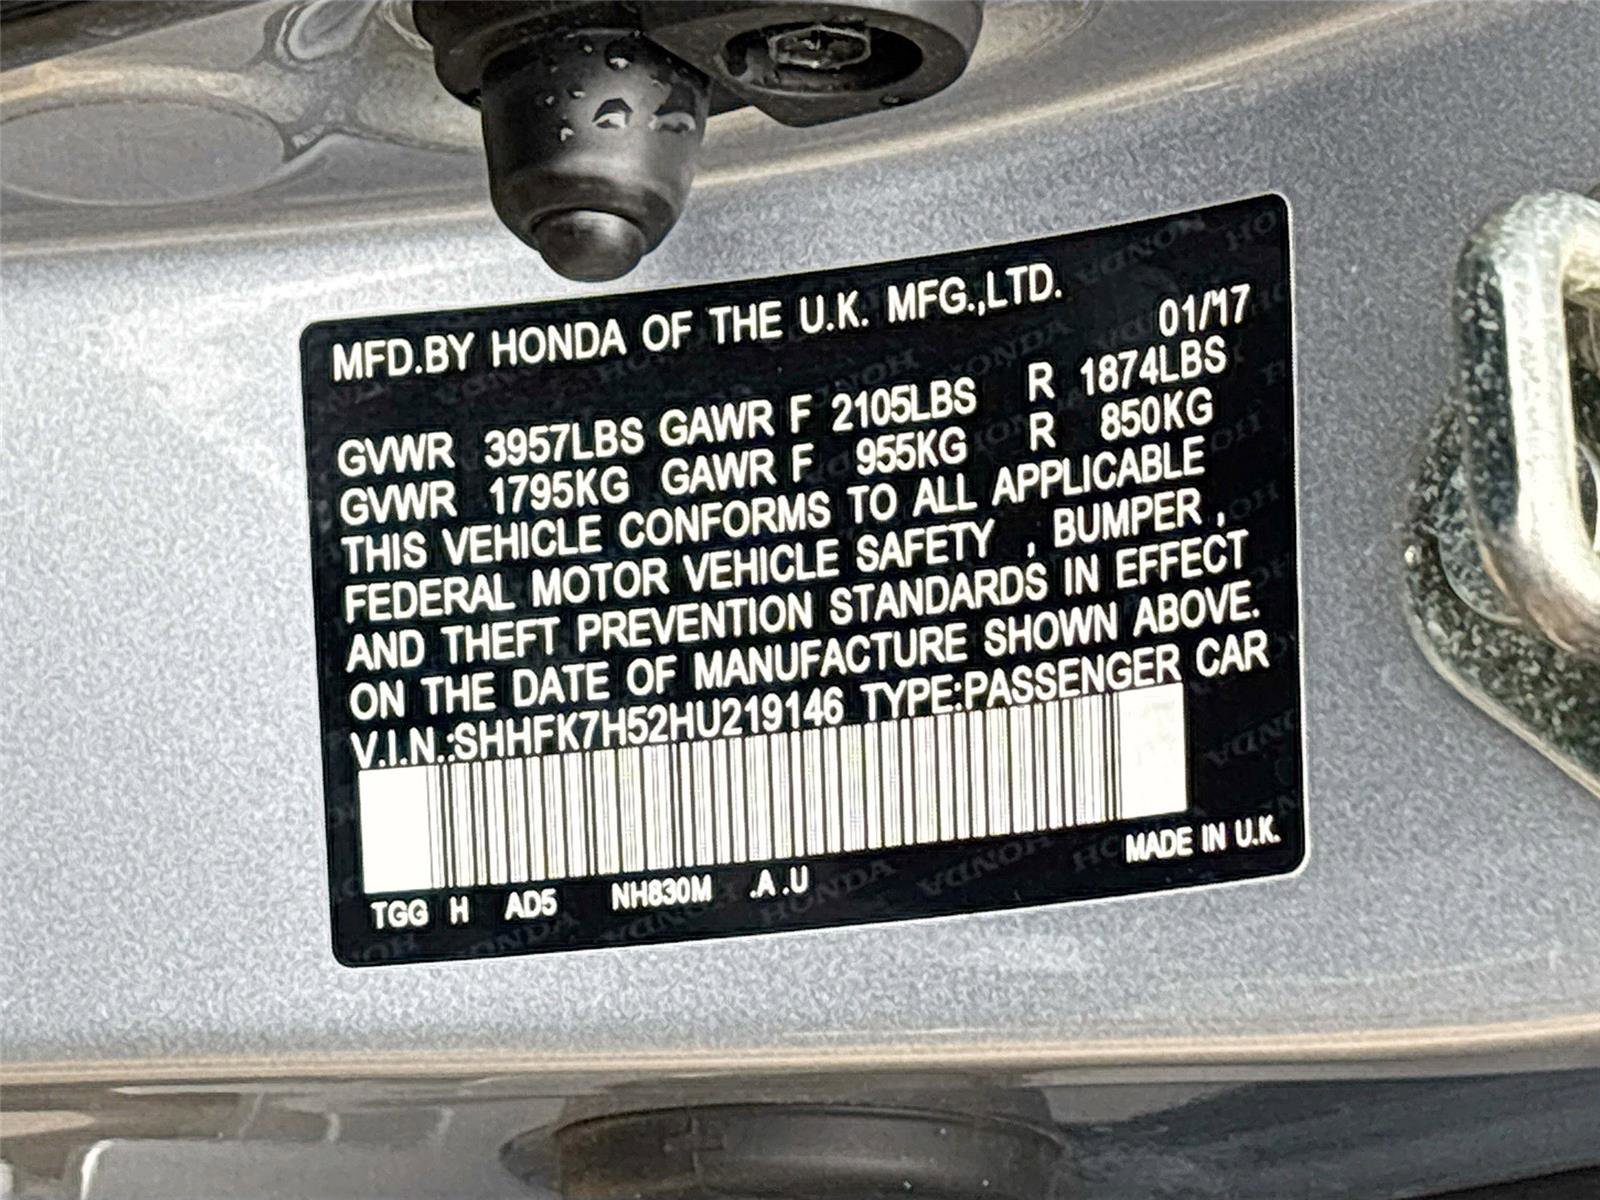 MFD.BY HONDA OF THE U.K. MFG.,LTD.
01/'17
GVWR 3957LBS GAWR F 2105LBS R 1874LBS
GVWR 1795KG GAWR F 955KG R 850KG
THIS VEHICLE CONFORMS TO ALL APPLICABLE
FEDERAL MOTOR VEHICLE SAFETY , BUMPER ,
AND THEFT PREVENTION STANDARDS IN EFFECT
ON THE DATE OF MANUFACTURE SHOWN ABOVE.
V.I.N.:SHHFK7H52HU219146 TYPE:PASSENGER CAR
MADE IN U.K.
TGG H AD5 NH830M .A .U